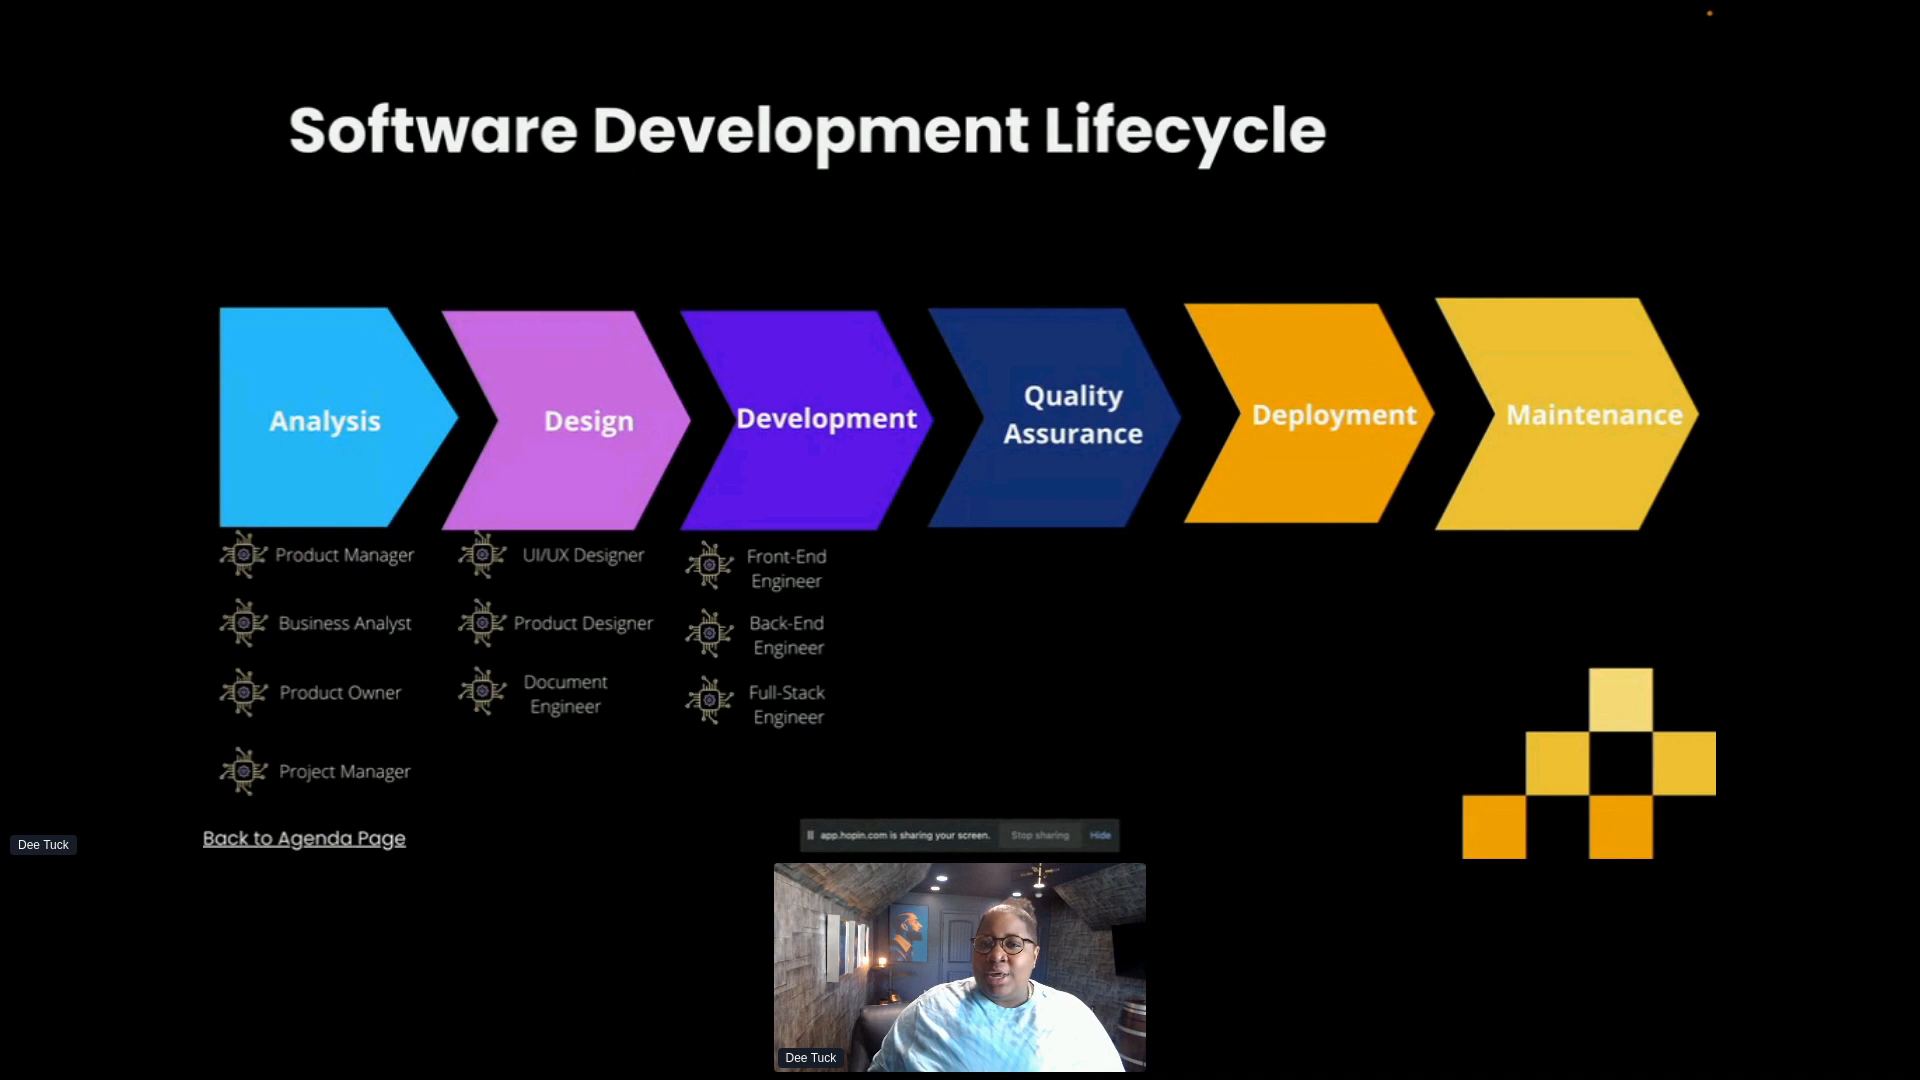 Software Development Lifecycle
Analysis
Design
Development
Quality
Assurance
Deployment
Maintenance
Product Manager
Business Analyst
Product Owner
Project Manager
UI/UX Designer
Product Designer
Document
Engineer
Front-End
Engineer
Back-End
Engineer
Full-Stack
Engineer
Back to Agenda Page
Dee Tuck
app.hopin.com is sharing your screen.
Stop sharing
Hide
Dee Tuck